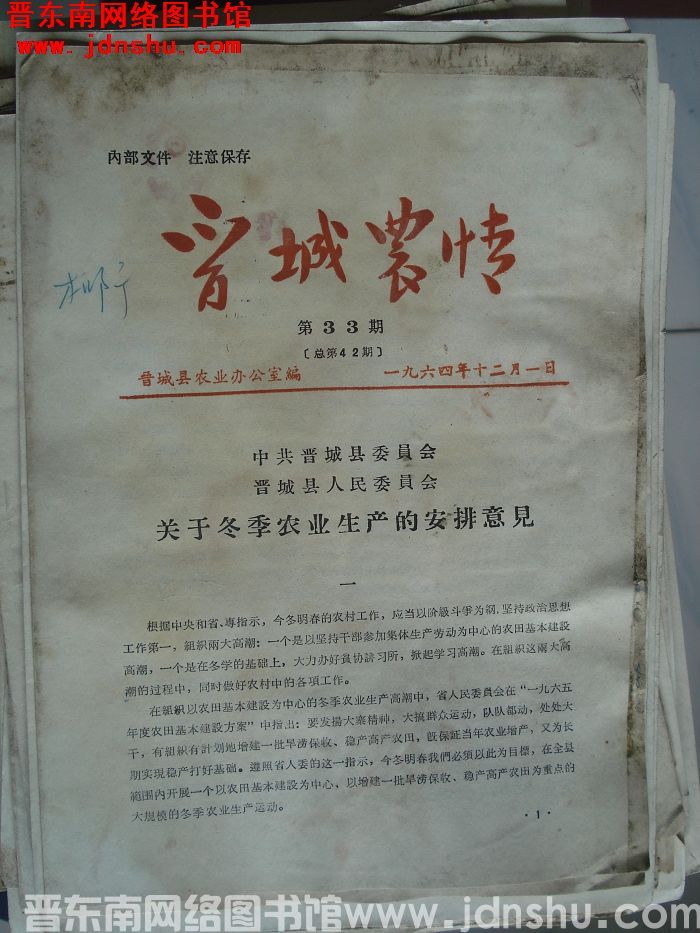 晋东南网络图书馆
www.jdnshu.com
內部文件 注意保存
晋城農情
第33期
〔总第42期〕
晋城县农业办公室編
一九六四年十二月一日
中共晋城县委員会
晋城县人民委員会
关于冬季农业生产的安排意見
一
根据中央和省、專指示，今冬明春的农村工作，应当以阶級斗爭为綱，坚持政治思想
工作第一，組織兩大高潮：一个是以坚持干部参加集体生产劳动为中心的农田基本建設
高潮，一个是在冬学的基础上，大力办好貧协訓习所，掀起学习高潮。在組織这兩大高
潮的过程中，同时做好农村中的各項工作。
在組織以农田基本建設为中心的冬季农业生产高潮中，省人民委員会在“一九六五
年度农田基本建設方案”中指出：要发揚大寨精神，大搞群众运动，队队都动，处处大
干，有組織有計划地增建一批旱涝保收、稳产高产农田，旣保証当年农业增产，又为长
期实現稳产打好基础。遵照省人委的这一指示，今冬明春我們必須以此为目标，在全县
范围內开展一个以农田基本建設为中心，以增建一批旱涝保收、稳产高产农田为重点的
大規模的冬季农业生产运动。
·1·
晋东南网络图书馆 www.jdnshu.com